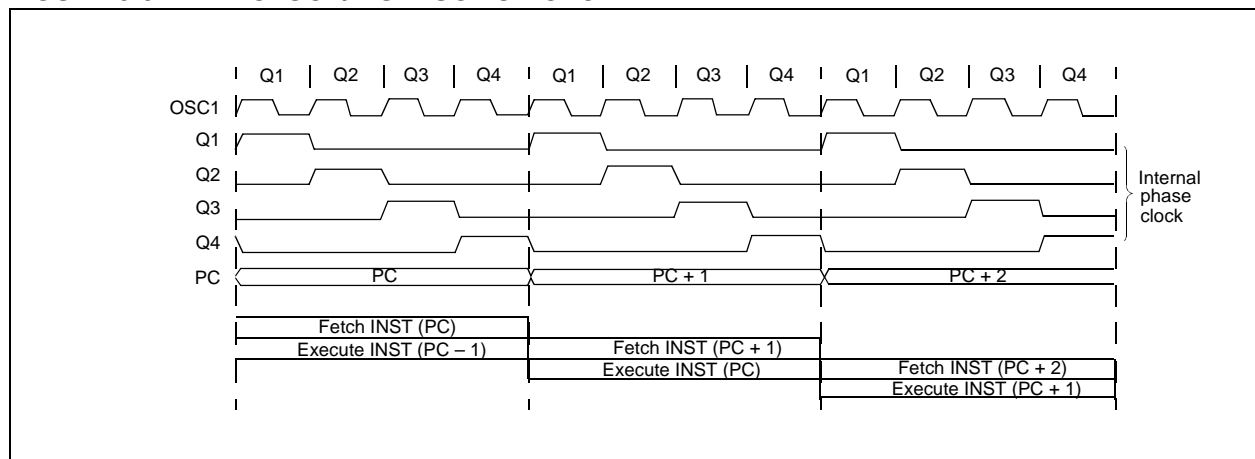 Q1 Q2 Q3 Q4 Q1 Q2 Q3 Q4 Q1 Q2 Q3 Q4
OSC1
Q1
Q2
Q3
Q4
Internal
phase
clock
PC PC PC + 1 PC + 2
Fetch INST (PC)
Execute INST (PC – 1) Fetch INST (PC + 1)
Execute INST (PC) Fetch INST (PC + 2)
Execute INST (PC + 1)